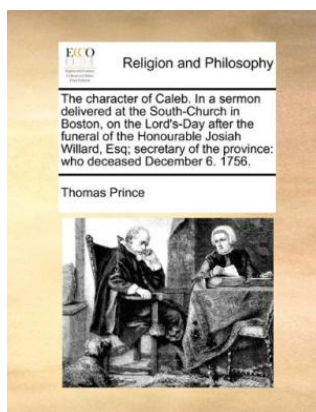 ECCO
Religion and Philosophy
The character of Caleb. In a sermon
delivered at the South-Church in
Boston, on the Lord's-Day after the
funeral of the Honourable Josiah
Willard, Esq; secretary of the province:
who deceased December 6. 1756.
Thomas Prince